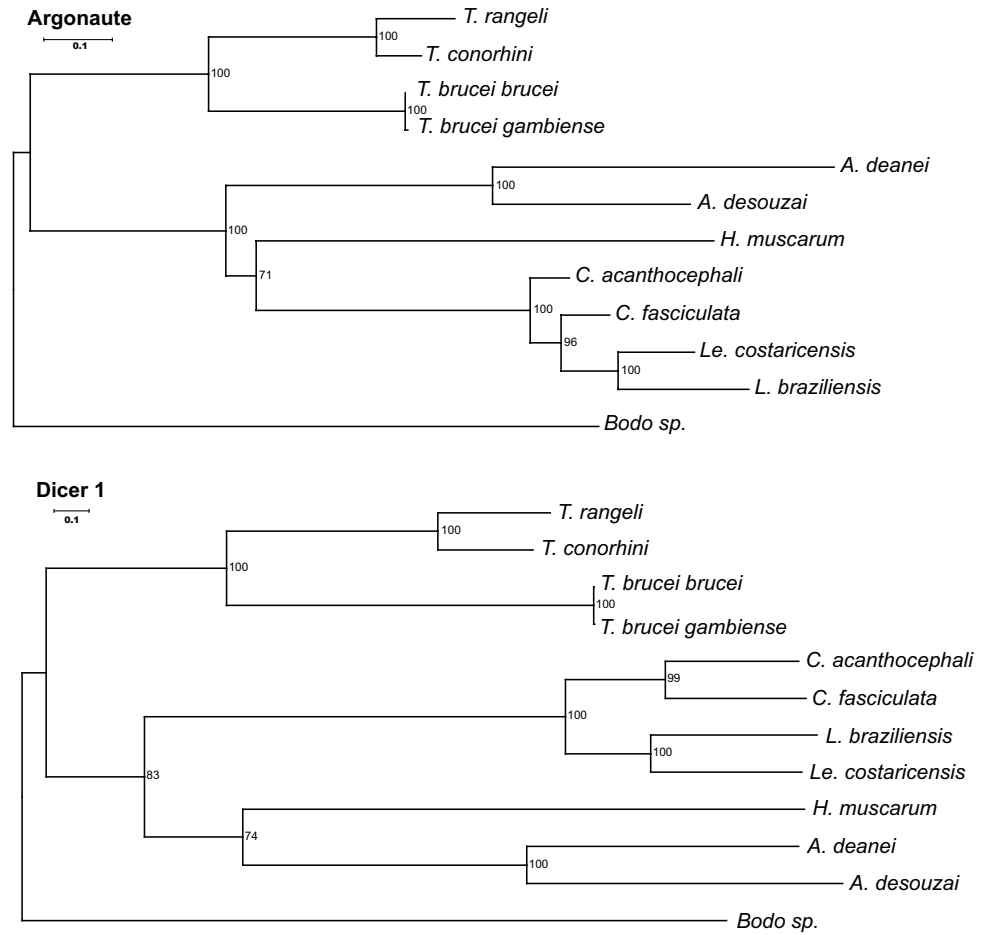 Argonaute
0.1
T. rangeli
100
T. conorhini
100
T. brucei brucei
100
T. brucei gambiense
A. deanei
100
A. desouzai
100
H. muscarum
71
C. acanthocephali
100
C. fasciculata
96
Le. costaricensis
100
L. braziliensis
Bodo sp.
Dicer 1
0.1
T. rangeli
100
T. conorhini
100
T. brucei brucei
100
T. brucei gambiense
C. acanthocephali
99
C. fasciculata
100
L. braziliensis
100
Le. costaricensis
83
H. muscarum
74
A. deanei
100
A. desouzai
Bodo sp.